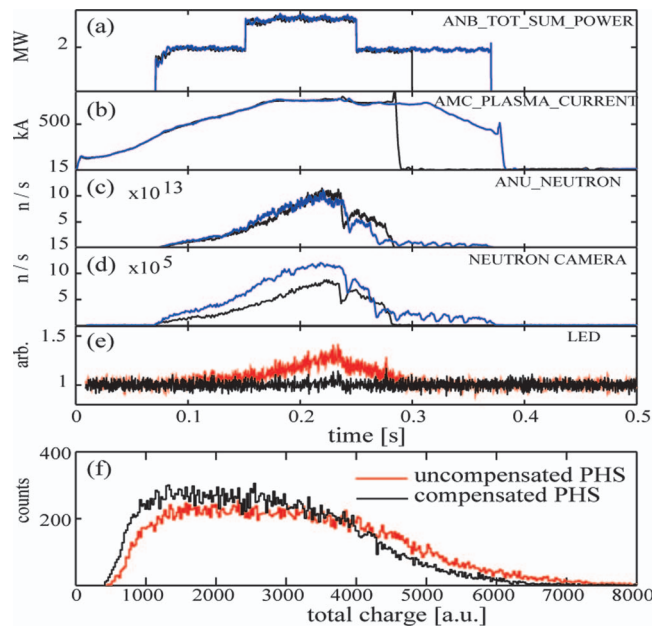 (a) ANB_TOT_SUM_POWER
MW
2
(b) AMC_PLASMA_CURRENT
kA
500
15
(c) x10 13 ANU_NEUTRON
n / s
10
5
15
(d) x10 5 NEUTRON CAMERA
n / s
10
5
1.5
(e) LED
arb.
1
0 0.1 0.2 0.3 0.4 0.5
time [s]
400
(f)
uncompensated PHS
compensated PHS
counts
200
0 1000 2000 3000 4000 5000 6000 7000 8000
total charge [a.u.]